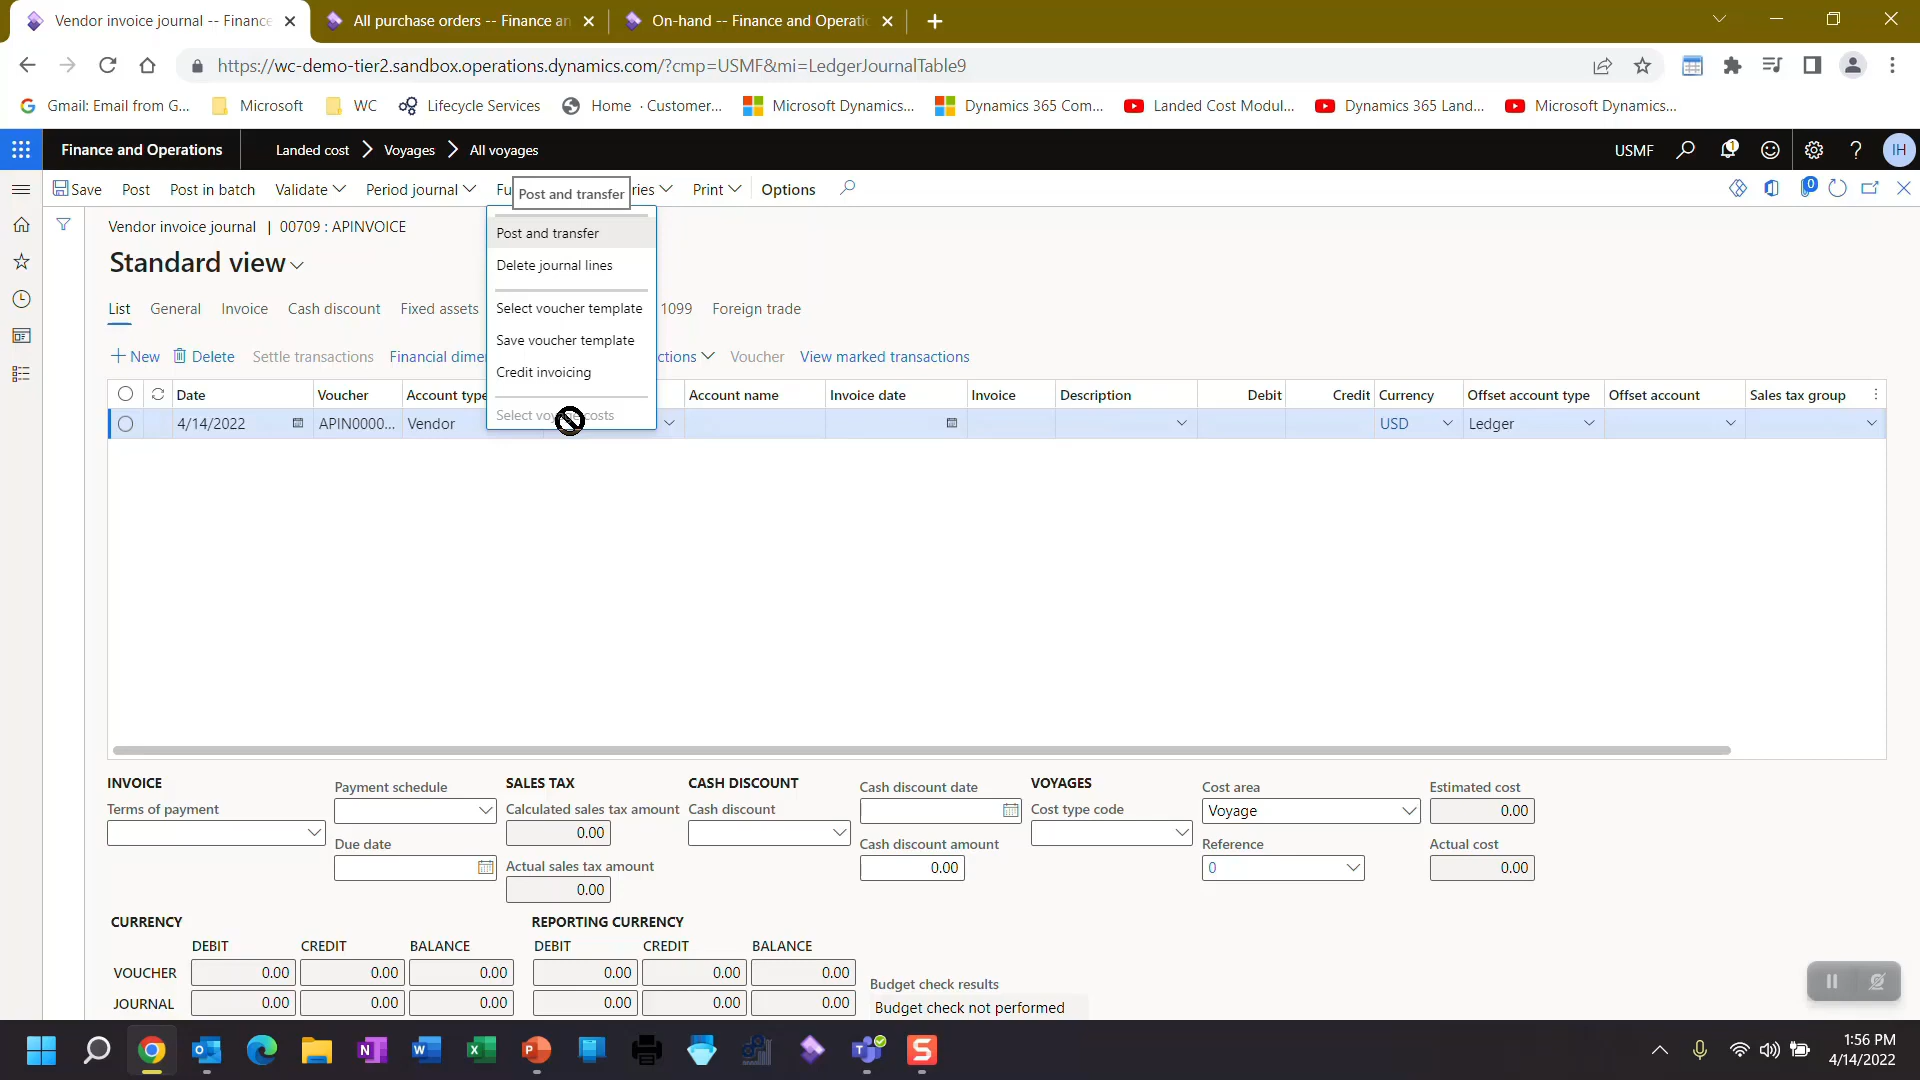 Vendor invoice journal -- Finance
All purchase orders -- Finance an
On-hand -- Finance and Operatio
https://wc-demo-tier2.sandbox.operations.dynamics.com/?cmp=USMF&mi=LedgerJournalTable9
Gmail: Email from G... Microsoft WC Lifecycle Services Home · Customer... Microsoft Dynamics... Dynamics 365 Com... Landed Cost Modul... Dynamics 365 Land... Microsoft Dynamics...
Finance and Operations Landed cost Voyages All voyages USMF 1 ? IH
Save Post Post in batch Validate Period journal Fu ries Print Options 0
Post and transfer
Vendor invoice journal | 00709 : APINVOICE
Standard view
Post and transfer
Delete journal lines
Select voucher template
Save voucher template
Credit invoicing
Select voyage costs
List General Invoice Cash discount Fixed assets 1099 Foreign trade
New Delete Settle transactions Financial dimen ctions Voucher View marked transactions
Date Voucher Account type Account name Invoice date Invoice Description Debit Credit Currency Offset account type Offset account Sales tax group
4/14/2022 APIN0000... Vendor USD Ledger
INVOICE
Terms of payment
Payment schedule
Due date
SALES TAX
Calculated sales tax amount
0.00
Actual sales tax amount
0.00
CASH DISCOUNT
Cash discount
Cash discount date
Cash discount amount
0.00
VOYAGES
Cost type code
Cost area
Voyage
Reference
0
Estimated cost
0.00
Actual cost
0.00
CURRENCY REPORTING CURRENCY
DEBIT CREDIT BALANCE DEBIT CREDIT BALANCE
VOUCHER 0.00 0.00 0.00 0.00 0.00 0.00
JOURNAL 0.00 0.00 0.00 0.00 0.00 0.00
Budget check results
Budget check not performed
1:56 PM
4/14/2022